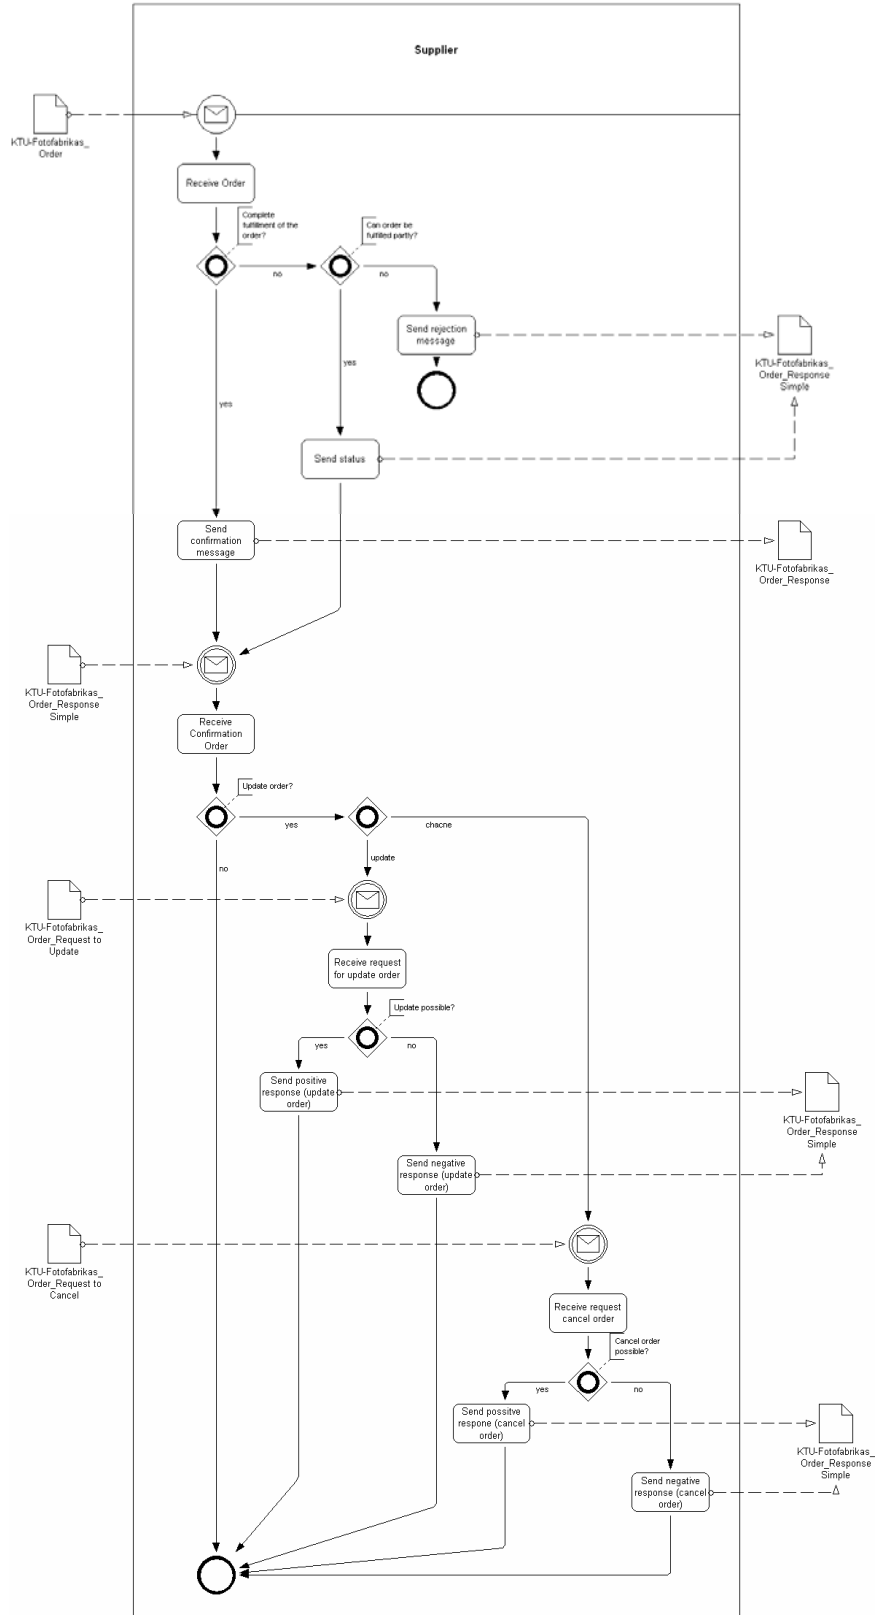 Supplier
KTU-Fotofabrikas_
Order
Receive Order
Complete
fulfillment of the
order?
Can order be
fulfilled partly?
no
no
Send rejection
message
KTU-Fotofabrikas_
Order_Response
Simple
yes
yes
Send status
Send
confirmation
message
KTU-Fotofabrikas_
Order_Response
KTU-Fotofabrikas_
Order_Response
Simple
Receive
Confirmation
Order
Update order?
yes
chacne
update
no
KTU-Fotofabrikas_
Order_Request to
Update
Receive request
for update order
Update possible?
yes
no
Send positive
response (update
order)
KTU-Fotofabrikas_
Order_Response
Simple
Send negative
response (update
order)
KTU-Fotofabrikas_
Order_Request to
Cancel
Receive request
cancel order
Cancel order
possible?
yes
no
Send possitve
respone (cancel
order)
KTU-Fotofabrikas_
Order_Response
Simple
Send negative
response (cancel
order)